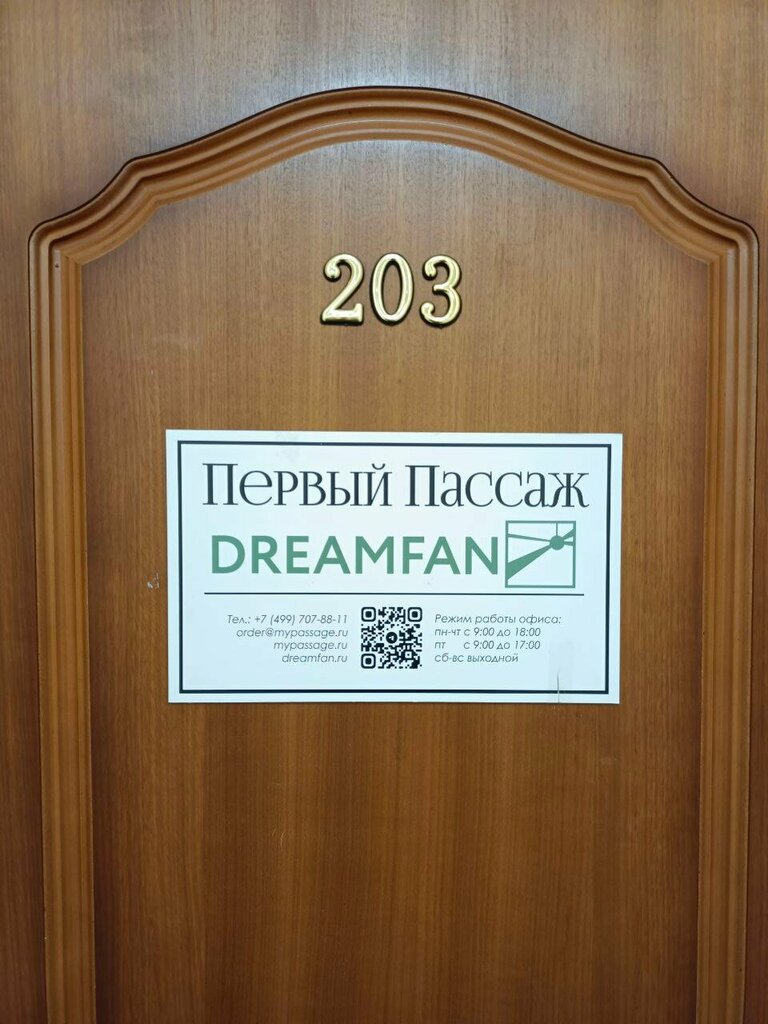 203
Первый Пассаж
DREAMFAN
Тел.: +7 (499) 707-88-11
order@mypassage.ru
mypassage.ru
dreamfan.ru
Режим работы офиса:
пн-чт с 9:00 до 18:00
пт с 9:00 до 17:00
сб-вс выходной